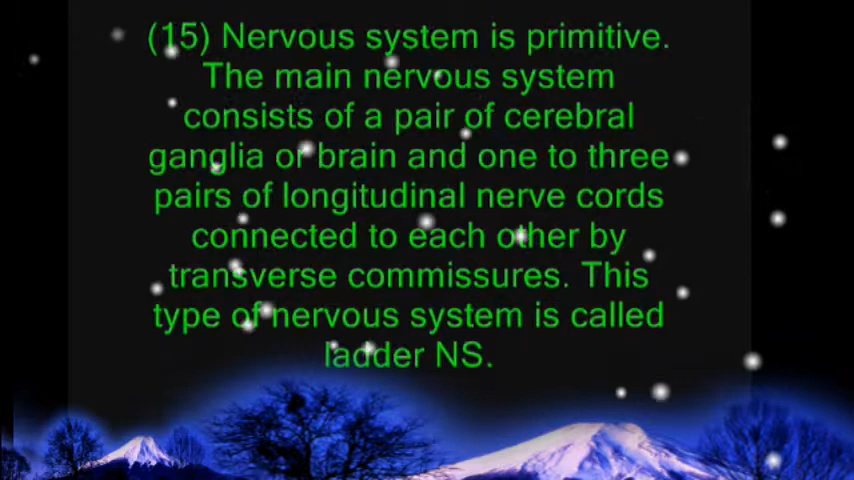 (15) Nervous system is primitive.
The main nervous system
consists of a pair of cerebral
ganglia or brain and one to three
pairs of longitudinal nerve cords
connected to each other by
transverse commissures. This
type of nervous system is called
ladder NS.